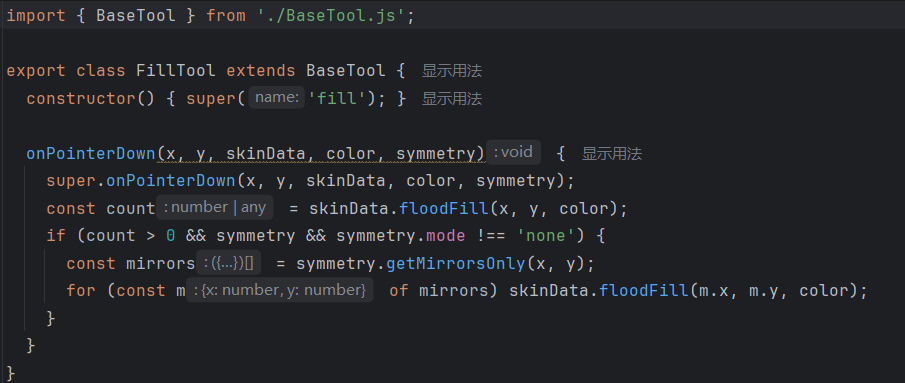 import { BaseTool } from './BaseTool.js';
export class FillTool extends BaseTool { 显示用法
constructor() { super( name: 'fill'); } 显示用法
onPointerDown(x, y, skinData, color, symmetry) : void { 显示用法
super.onPointerDown(x, y, skinData, color, symmetry);
const count : number | any = skinData.floodFill(x, y, color);
if (count > 0 && symmetry && symmetry.mode !== 'none') {
const mirrors : ({...})[] = symmetry.getMirrorsOnly(x, y);
for (const m : {x: number, y: number} of mirrors) skinData.floodFill(m.x, m.y, color);
}
}
}